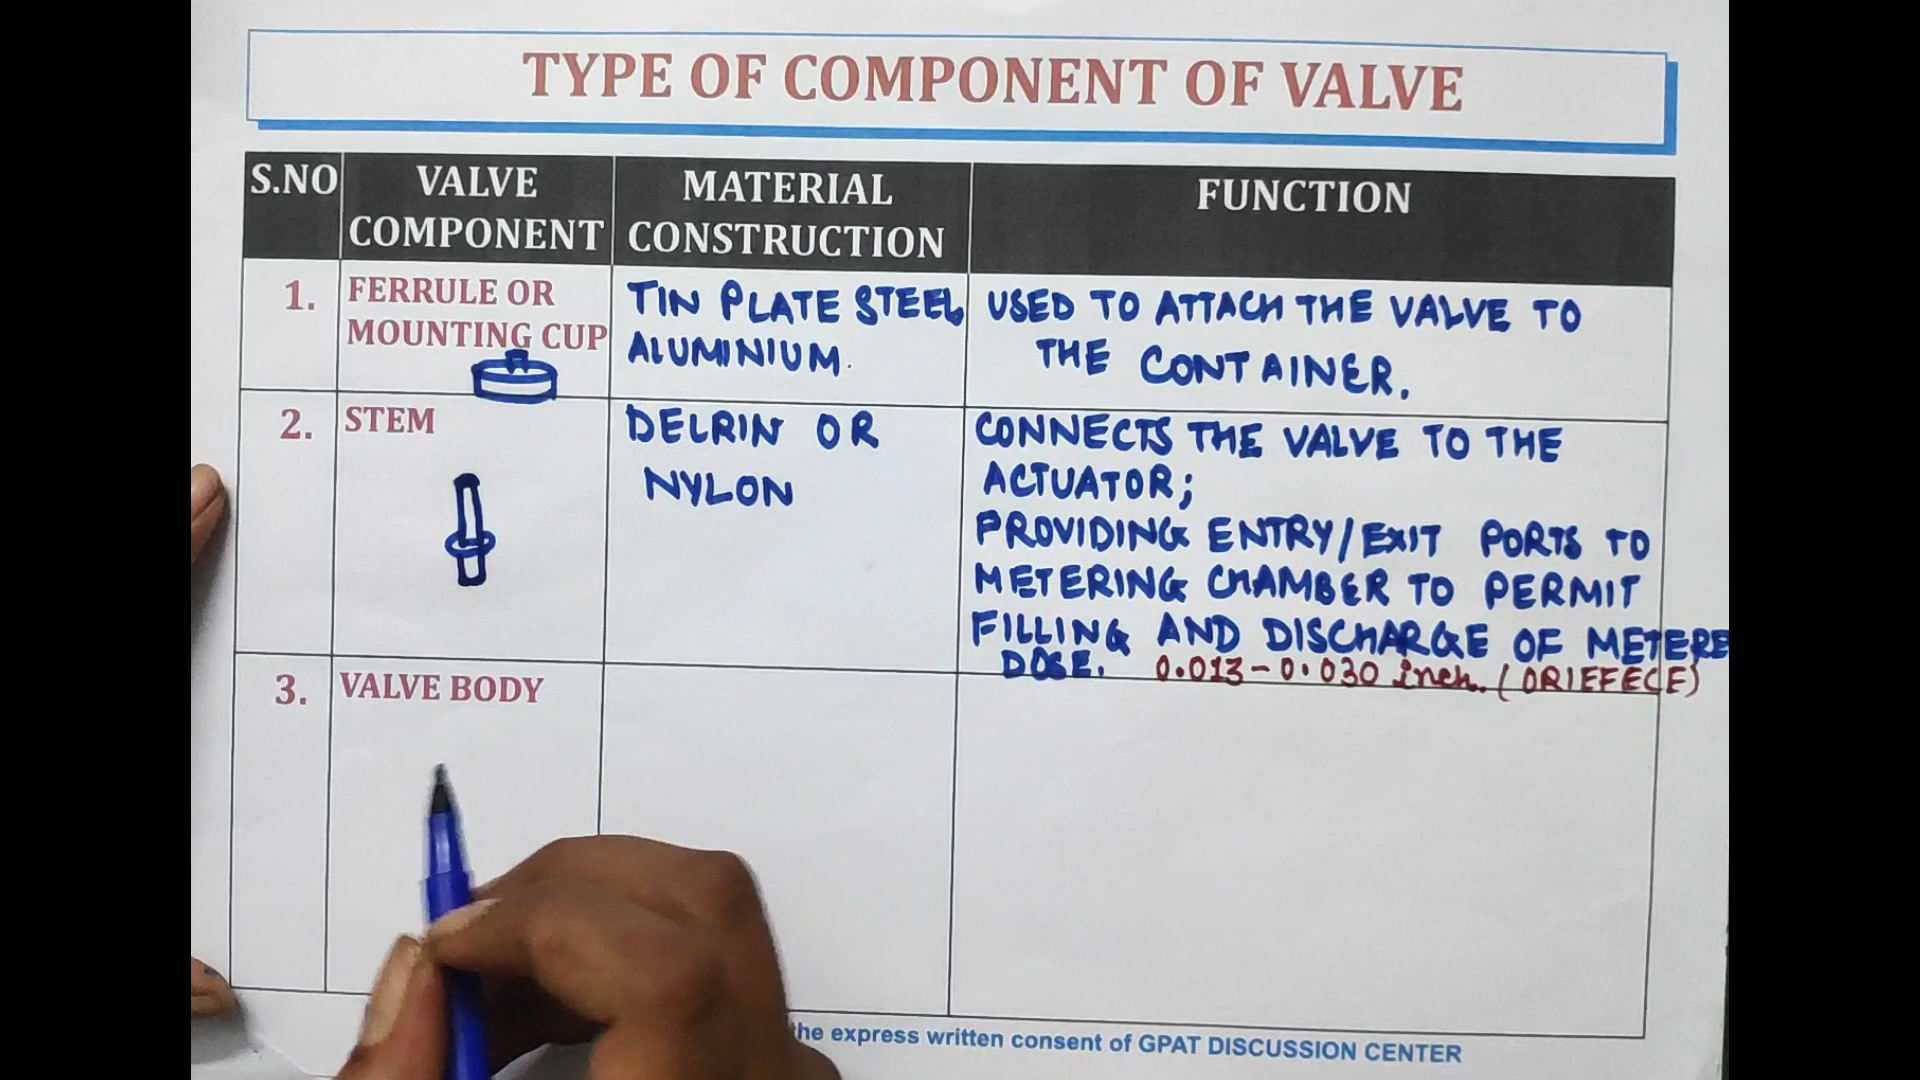 TYPE OF COMPONENT OF VALVE
S.NO
VALVE
COMPONENT
MATERIAL
CONSTRUCTION
FUNCTION
1.
FERRULE OR
MOUNTING CUP
TIN PLATE STEEL
ALUMINIUM.
USED TO ATTACH THE VALVE TO
THE CONTAINER.
2.
STEM
DELRIN OR
NYLON
CONNECTS THE VALVE TO THE
ACTUATOR;
PROVIDING ENTRY/EXIT PORTS TO
METERING CHAMBER TO PERMIT
FILLING AND DISCHARGE OF METERE
DOSE. 0.013-0.030 inch. (ORIEFECE)
3.
VALVE BODY
the express written consent of GPAT DISCUSSION CENTER